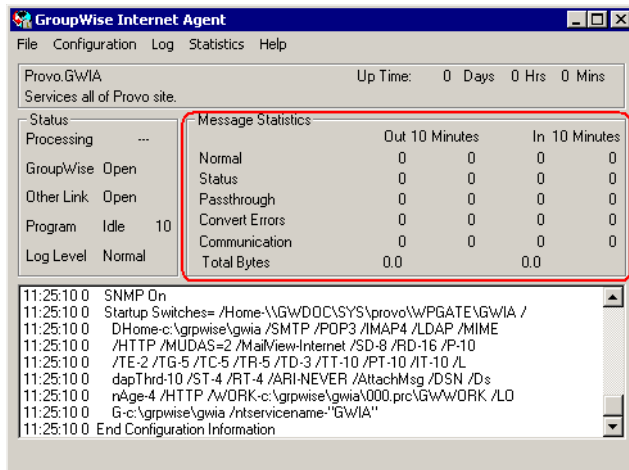 GroupWise Internet Agent
File Configuration Log Statistics Help
Provo.GWIA Up Time: 0 Days 0 Hrs 0 Mins
Services all of Provo site.
Status
Processing ---
GroupWise Open
Other Link Open
Program Idle 10
Log Level Normal
Message Statistics
Out 10 Minutes In 10 Minutes
Normal 0 0 0 0
Status 0 0 0 0
Passthrough 0 0 0 0
Convert Errors 0 0 0 0
Communication 0 0 0 0
Total Bytes 0.0 0.0
11:25:10 0 SNMP On
11:25:10 0 Startup Switches= /Home-\\GWDOC\SYS\provo\WPGATE\GWIA /
11:25:10 0 DHome-c:\grpwise\gwia /SMTP /POP3 /IMAP4 /LDAP /MIME
11:25:10 0 /HTTP /MUDAS=2 /MailView-Internet /SD-8 /RD-16 /P-10
11:25:10 0 /TE-2 /TG-5 /TC-5 /TR-5 /TD-3 /TT-10 /PT-10 /IT-10 /L
11:25:10 0 dapThrd-10 /ST-4 /RT-4 /ARI-NEVER /AttachMsg /DSN /Ds
11:25:10 0 nAge-4 /HTTP /WORK-c:\grpwise\gwia\000.prc\GWWORK /LO
11:25:10 0 G-c:\grpwise\gwia /ntservicename-"GWIA"
11:25:10 0 End Configuration Information